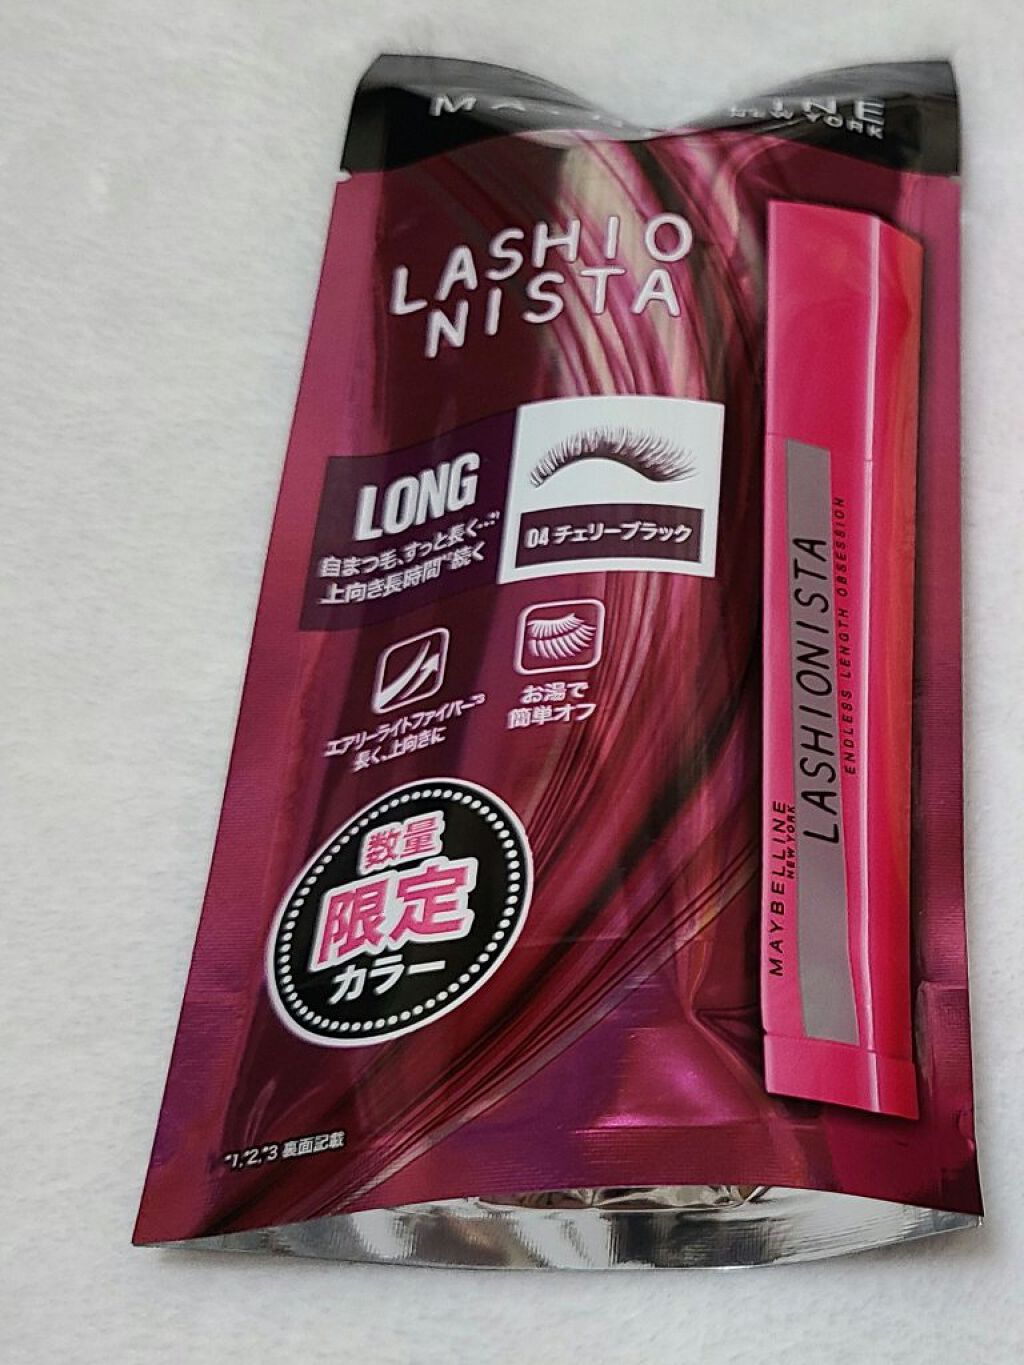 NEW YORK
LASHIO
NISTA
LONG
自まつ毛、すっと長く…*1
上向き長時間*2続く
04 チェリーブラック
エアリーライトファイバー*3
長く、上向きに
お湯で
簡単オフ
数量
限定
カラー
*1,*2,*3 裏面記載
MAYBELLINE
NEW YORK
LASHIONISTA
ENDLESS LENGTH OBSESSION